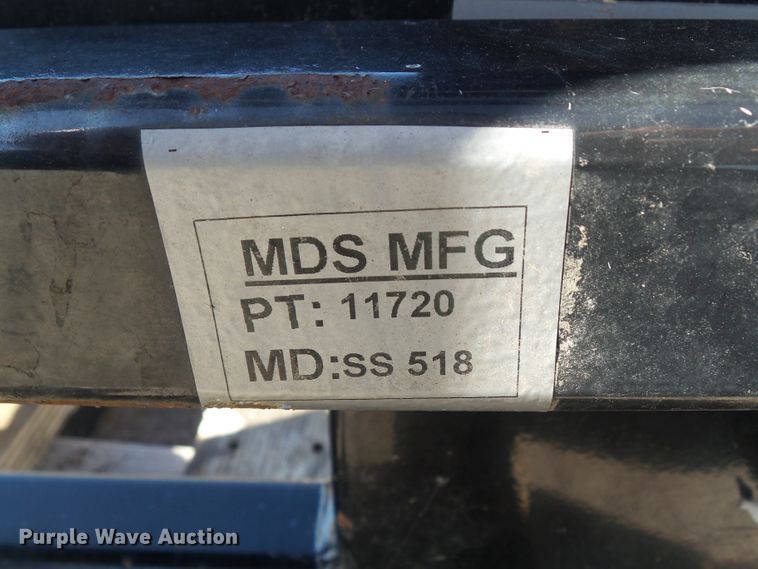 MDS MFG
PT: 11720
MD:SS 518
Purple Wave Auction